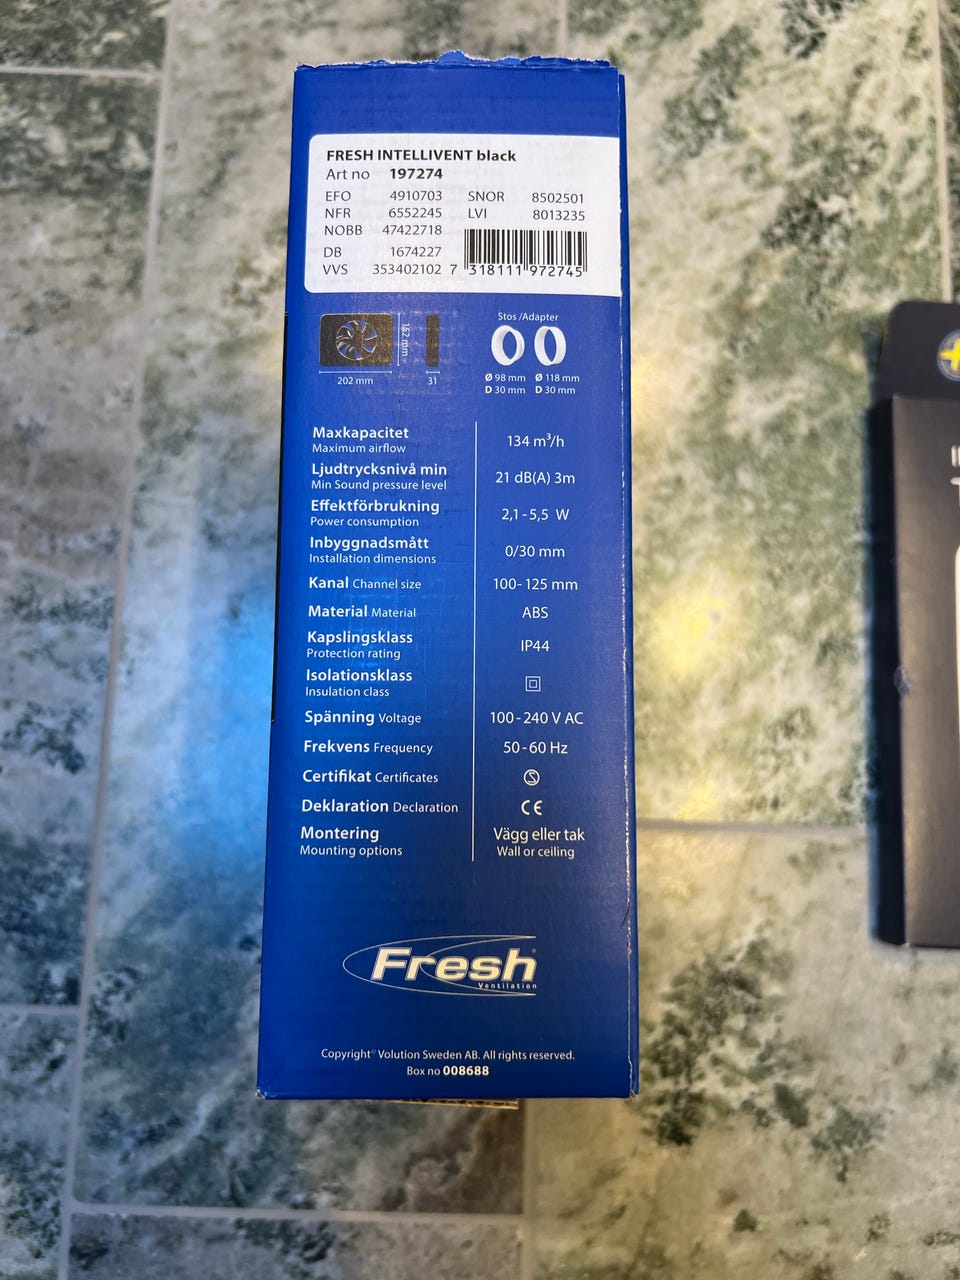 FRESH INTELLIVENT black
Art no 197274
EFO 4910703 SNOR 8502501
NFR 6552245 LVI 8013235
NOBB 47422718
DB 1674227
VVS 353402102 7 318111 972745
152 mm
202 mm 31
Stos /Adapter
Ø 98 mm Ø 118 mm
D 30 mm D 30 mm
Maxkapacitet
Maximum airflow
134 m³/h
Ljudtrycksnivå min
Min Sound pressure level
21 dB(A) 3m
Effektförbrukning
Power consumption
2,1 - 5,5 W
Inbyggnadsmått
Installation dimensions
0/30 mm
Kanal Channel size 100-125 mm
Material Material ABS
Kapslingsklass
Protection rating
IP44
Isolationsklass
Insulation class
Spänning Voltage 100 - 240 V AC
Frekvens Frequency 50 - 60 Hz
Certifikat Certificates S
Deklaration Declaration CE
Montering
Mounting options
Vägg eller tak
Wall or ceiling
Fresh®
Ventilation
Copyright© Volution Sweden AB. All rights reserved.
Box no 008688